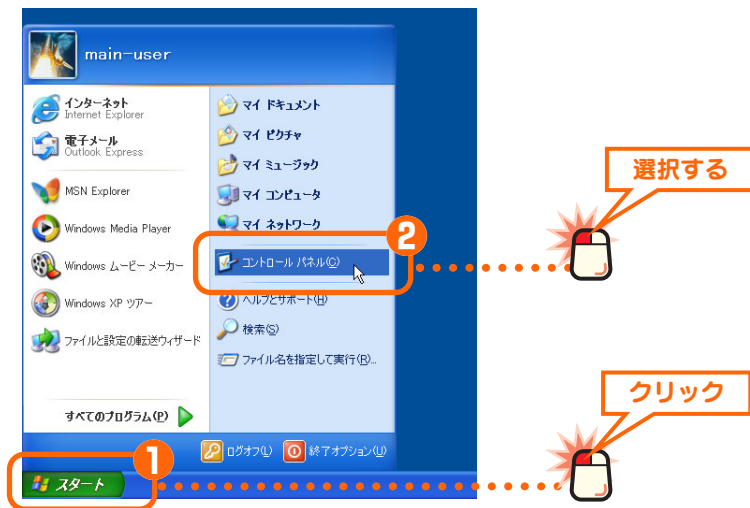 main-user
インターネット
Internet Explorer
電子メール
Outlook Express
MSN Explorer
Windows Media Player
Windows ムービー メーカー
Windows XP ツアー
ファイルと設定の転送ウィザード
すべてのプログラム(P)
マイ ドキュメント
マイ ピクチャ
マイ ミュージック
マイ コンピュータ
マイ ネットワーク
2
コントロール パネル(C)
ヘルプとサポート(H)
検索(S)
ファイル名を指定して実行(R)...
ログオフ(L)
終了オプション(U)
1
スタート
選択する
クリック